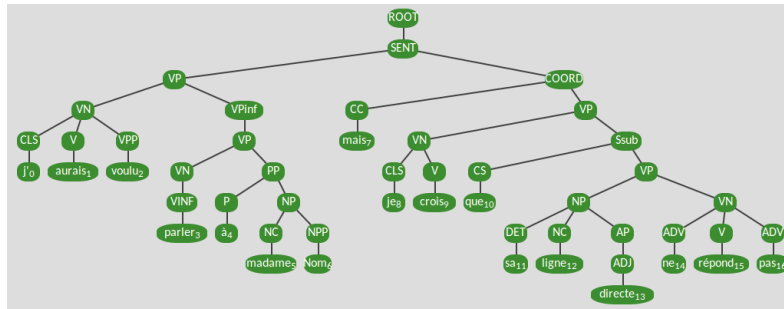 ROOT
SENT
VP COORD
VN VPinf CC VP
CLS V VPP VP mais7 VN Ssub
j'0 aurais1 voulu2 VN PP CLS V CS VP
VINF P NP je8 crois9 que10 NP VN
parler3 à4 NC NPP DET NC AP ADV V ADV
madame5 Nom6 sa11 ligne12 ADJ ne14 répond15 pas16
directe13